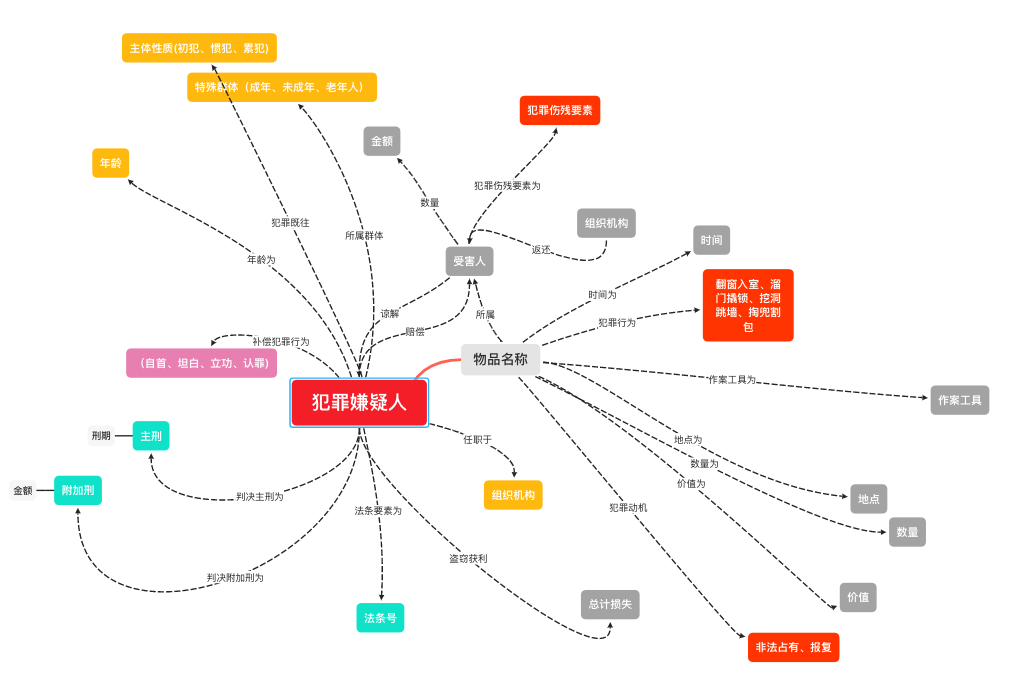 主体性质(初犯、惯犯、累犯)
特殊群体（成年、未成年、老年人）
犯罪伤残要素
金额
年龄
犯罪伤残要素为
数量
组织机构
犯罪既往
所属群体
返还
时间
年龄为
受害人
翻窗入室、溜
门撬锁、挖洞
跳墙、掏兜割
包
时间为
谅解
所属
犯罪行为
赔偿
补偿犯罪行为
（自首、坦白、立功、认罪）
物品名称
作案工具为
犯罪嫌疑人
作案工具
刑期
主刑
任职于
地点为
数量为
价值为
金额
附加刑
判决主刑为
组织机构
地点
法条要素为
犯罪动机
数量
盗窃获利
判决附加刑为
价值
总计损失
法条号
非法占有、报复